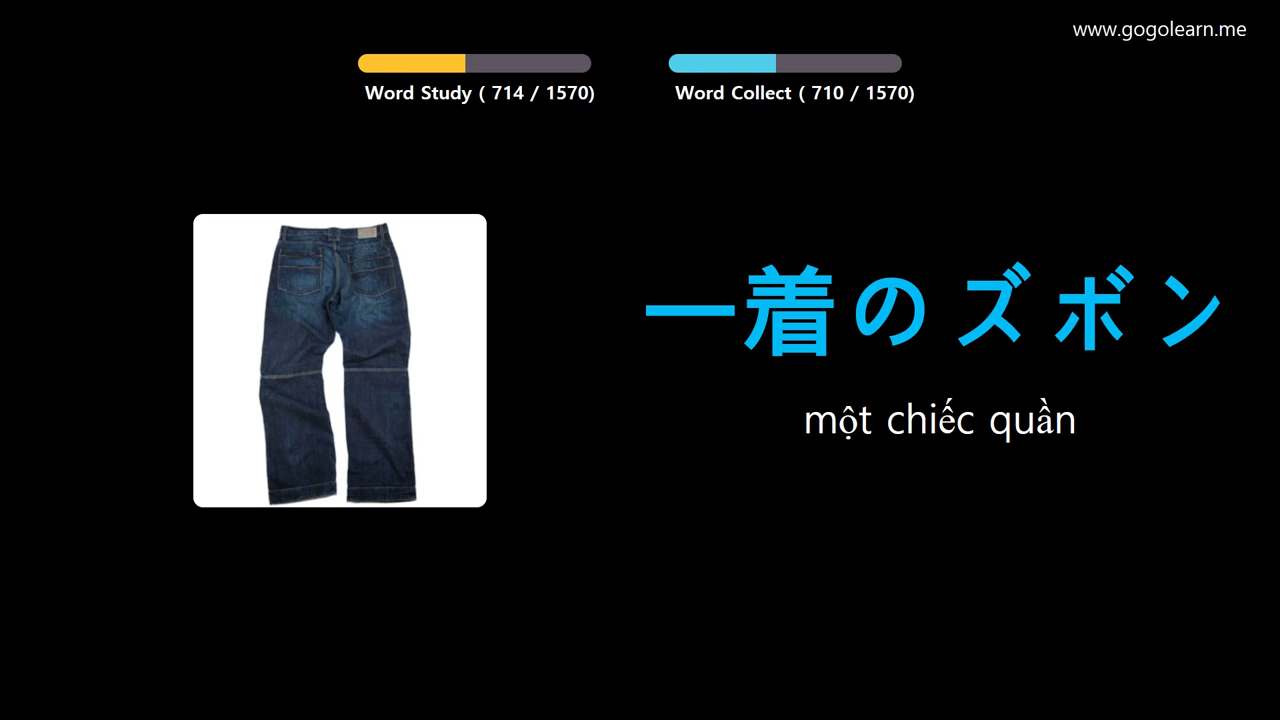 www.gogolearn.me
Word Study ( 714 / 1570)
Word Collect ( 710 / 1570)
一着のズボン
một chiếc quần